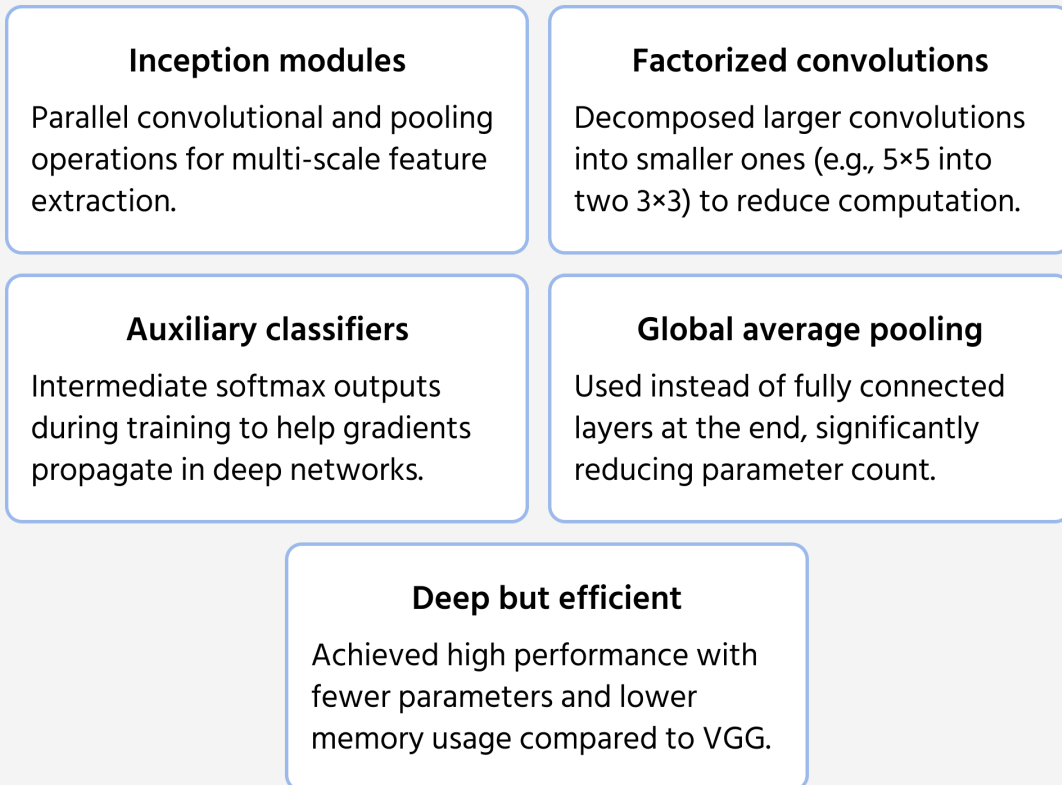 Inception modules
Parallel convolutional and pooling
operations for multi-scale feature
extraction.
Factorized convolutions
Decomposed larger convolutions
into smaller ones (e.g., 5×5 into
two 3×3) to reduce computation.
Auxiliary classifiers
Intermediate softmax outputs
during training to help gradients
propagate in deep networks.
Global average pooling
Used instead of fully connected
layers at the end, significantly
reducing parameter count.
Deep but efficient
Achieved high performance with
fewer parameters and lower
memory usage compared to VGG.